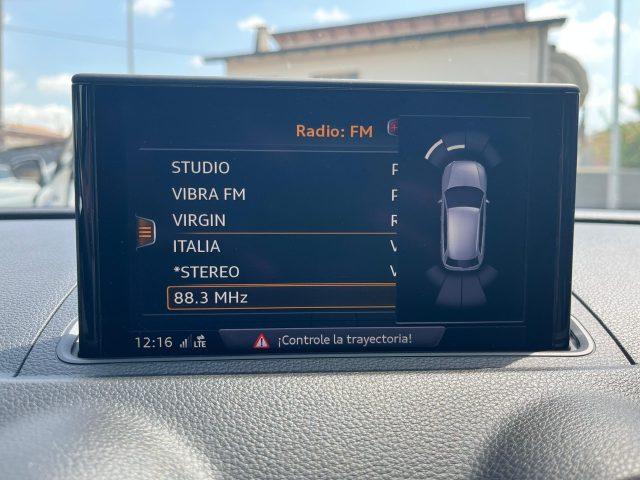 Radio: FM
STUDIO
VIBRA FM
VIRGIN
ITALIA
*STEREO
88.3 MHz
12:16 LTE ¡Controle la trayectoria!